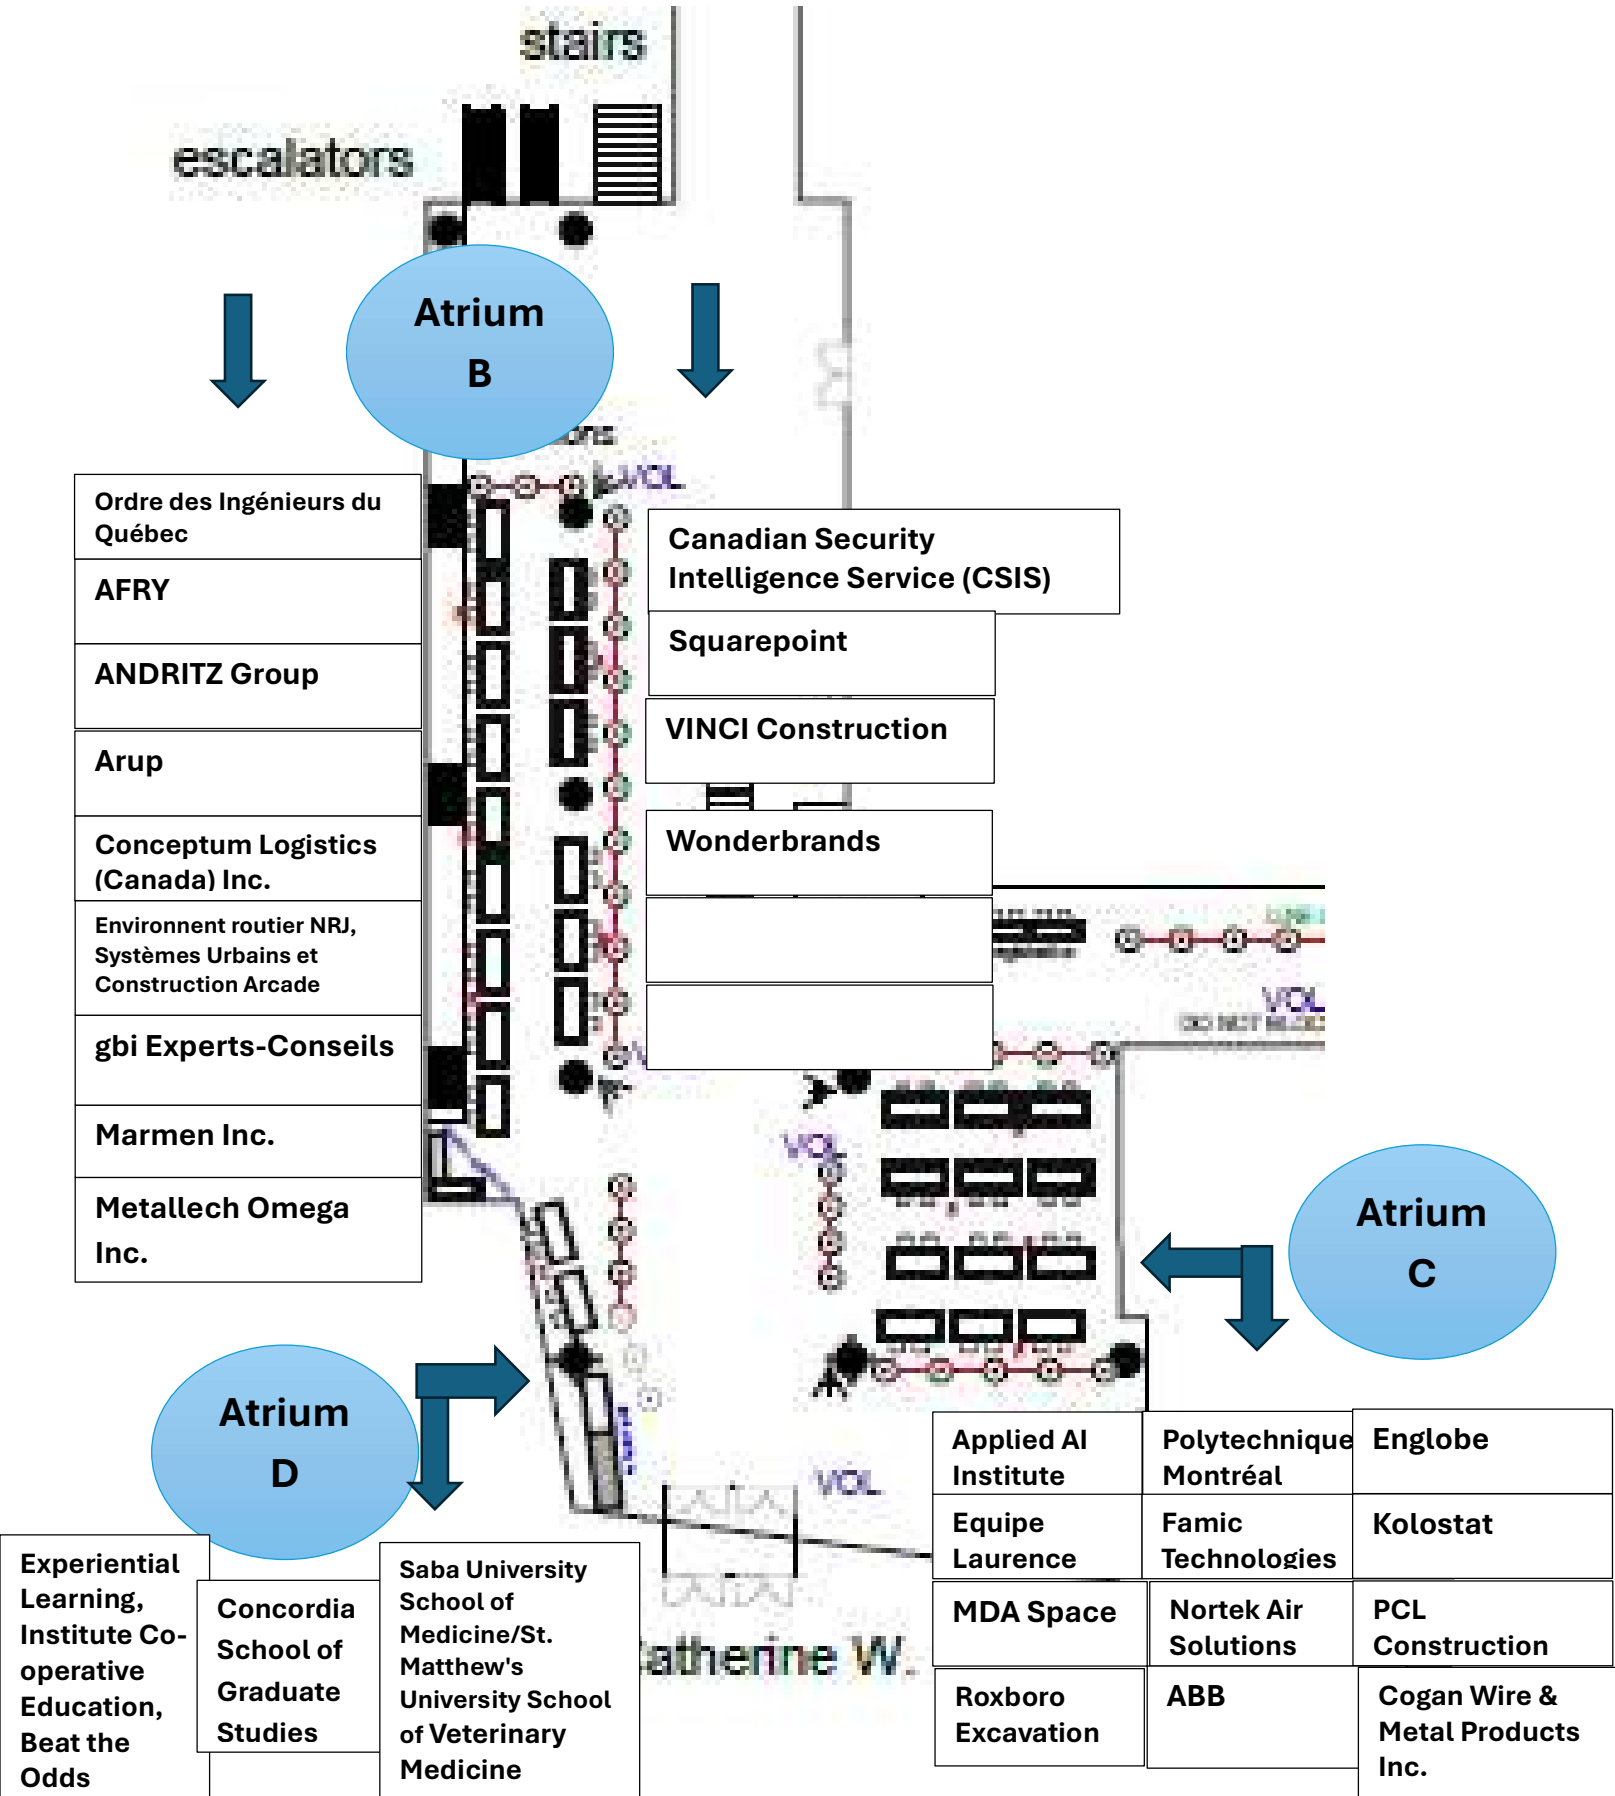 stairs
escalators
Atrium
B
VOL
Ordre des Ingénieurs du
Québec
AFRY
ANDRITZ Group
Arup
Conceptum Logistics
(Canada) Inc.
Environnent routier NRJ,
Systèmes Urbains et
Construction Arcade
gbi Experts-Conseils
Marmen Inc.
Metallech Omega
Inc.
Canadian Security
Intelligence Service (CSIS)
Squarepoint
VINCI Construction
Wonderbrands
VOL
DO NOT
VOL
Atrium
C
Atrium
D
VOL
Applied AI
Institute
Polytechnique
Montréal
Englobe
Equipe
Laurence
Famic
Technologies
Kolostat
MDA Space
Nortek Air
Solutions
PCL
Construction
Roxboro
Excavation
ABB
Cogan Wire &
Metal Products
Inc.
Experiential
Learning,
Institute Co-
operative
Education,
Beat the
Odds
Concordia
School of
Graduate
Studies
Saba University
School of
Medicine/St.
Matthew's
University School
of Veterinary
Medicine
atherine W.